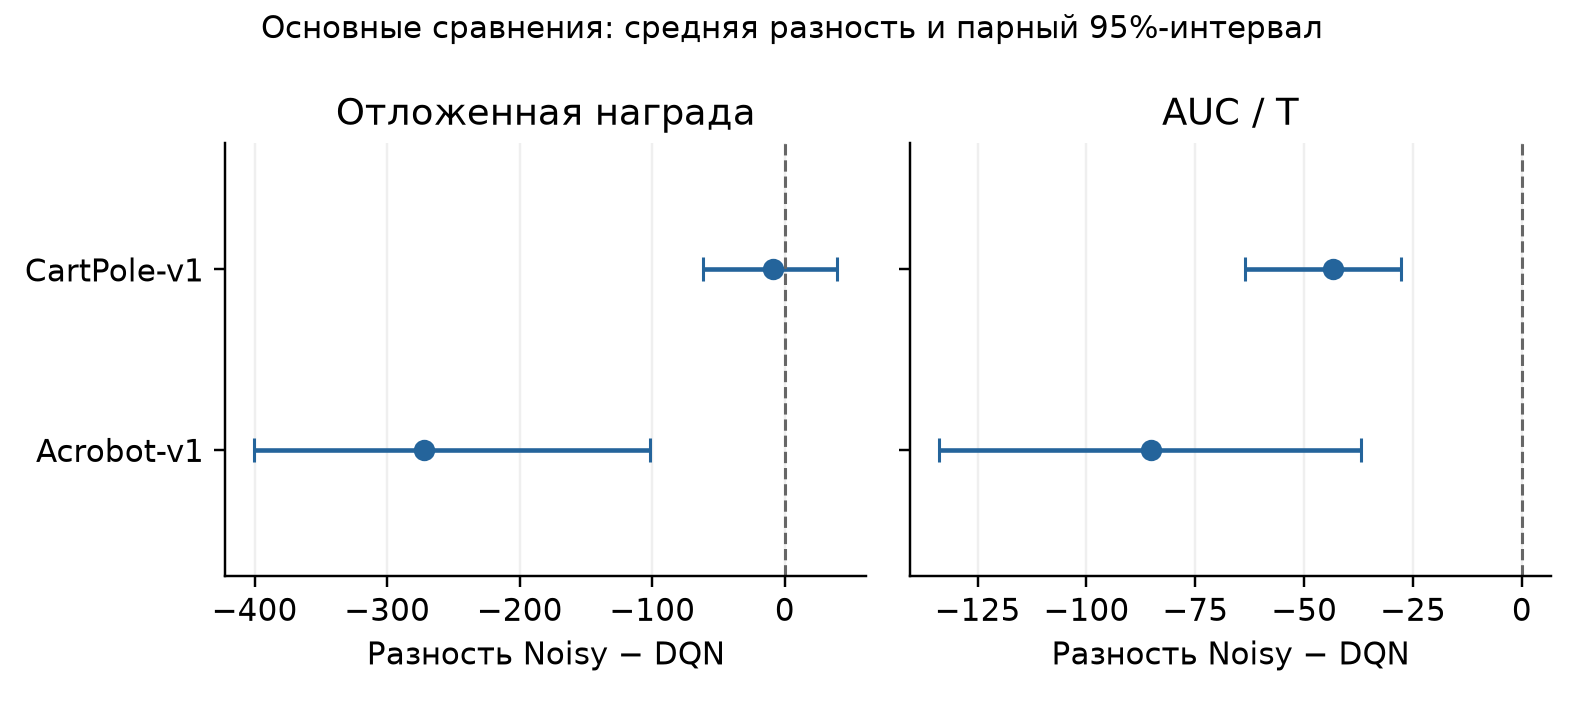 Основные сравнения: средняя разность и парный 95%-интервал
Отложенная награда
AUC / T
CartPole-v1
Acrobot-v1
−400 −300 −200 −100 0
−125 −100 −75 −50 −25 0
Разность Noisy − DQN
Разность Noisy − DQN